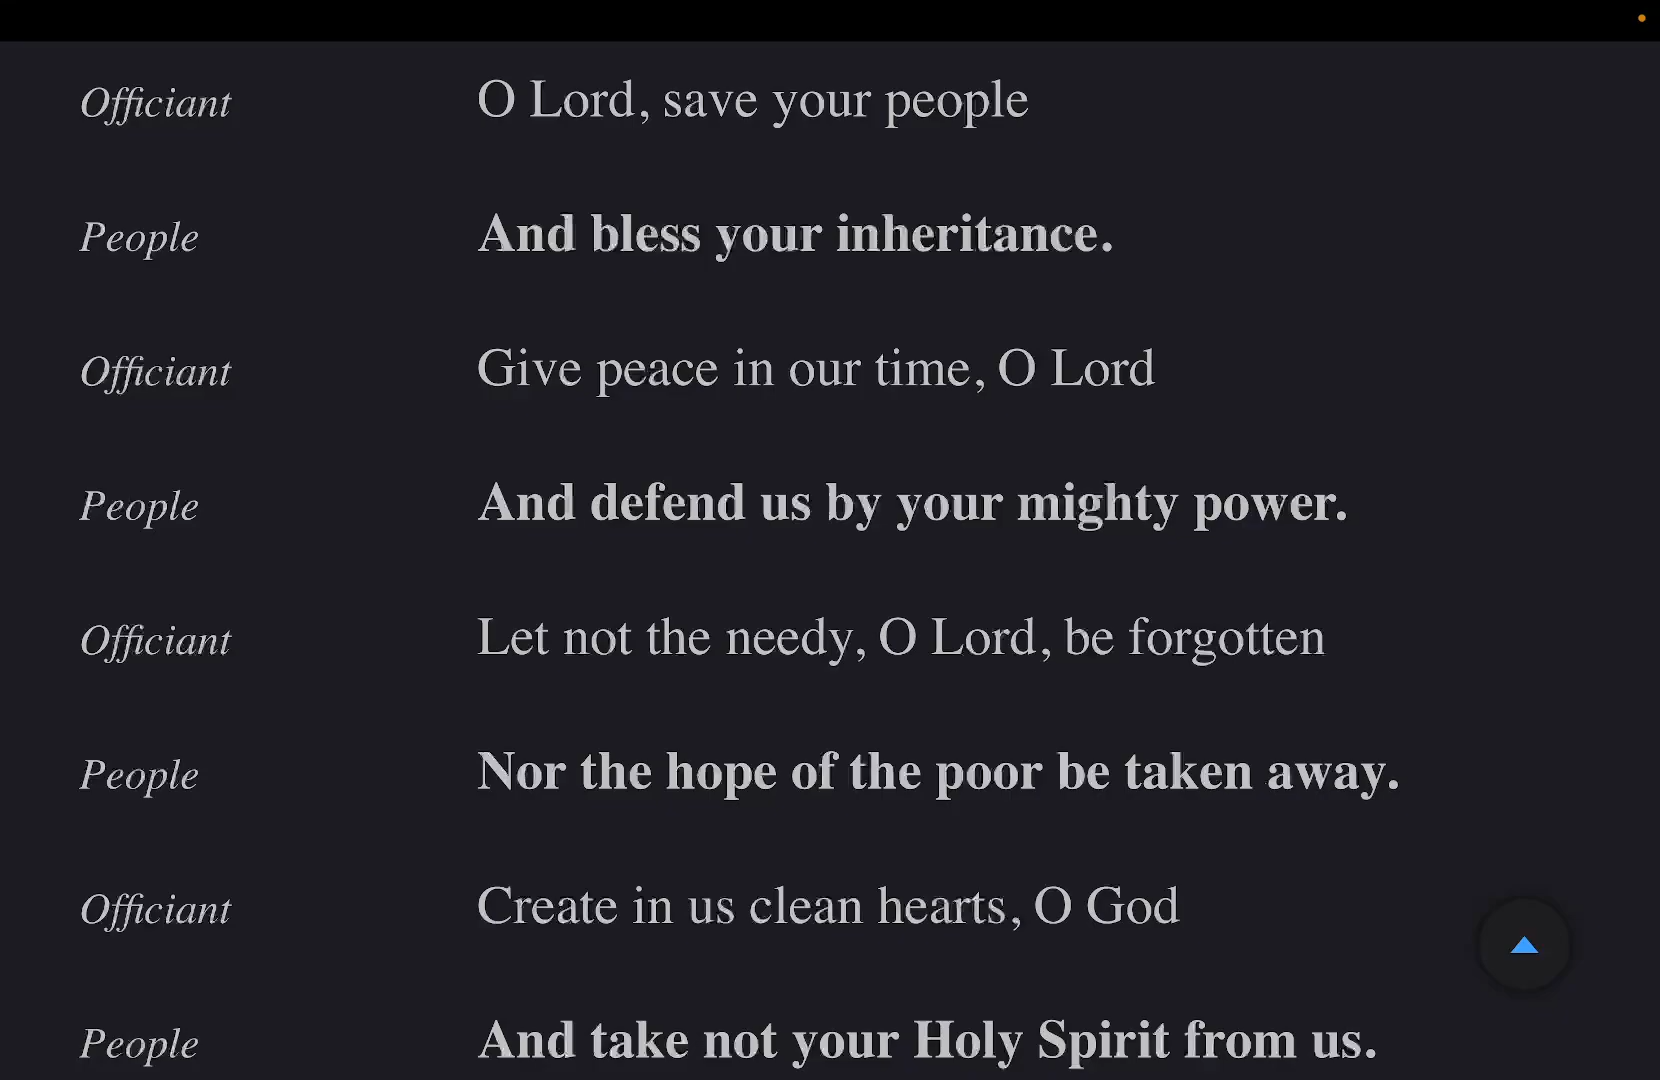 Officiant O Lord, save your people
People And bless your inheritance.
Officiant Give peace in our time, O Lord
People And defend us by your mighty power.
Officiant Let not the needy, O Lord, be forgotten
People Nor the hope of the poor be taken away.
Officiant Create in us clean hearts, O God
People And take not your Holy Spirit from us.